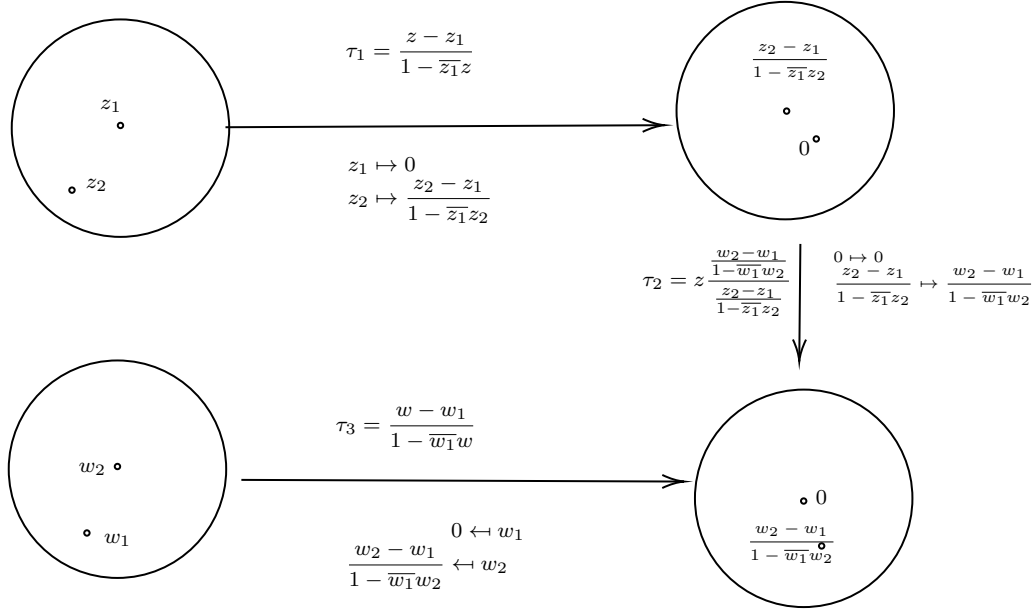 τ₁ = (z − z₁)/(1 − \overline{z₁}z)
z₁
z₂
z₁ ↦ 0
z₂ ↦ (z₂ − z₁)/(1 − \overline{z₁}z₂)
(z₂ − z₁)/(1 − \overline{z₁}z₂)
0
τ₂ = z ((w₂−w₁)/(1−\overline{w₁}w₂))/((z₂−z₁)/(1−\overline{z₁}z₂))
0 ↦ 0
(z₂ − z₁)/(1 − \overline{z₁}z₂) ↦ (w₂ − w₁)/(1 − \overline{w₁}w₂)
τ₃ = (w − w₁)/(1 − \overline{w₁}w)
w₂
w₁
0 ↤ w₁
(w₂ − w₁)/(1 − \overline{w₁}w₂) ↤ w₂
0
(w₂ − w₁)/(1 − \overline{w₁}w₂)